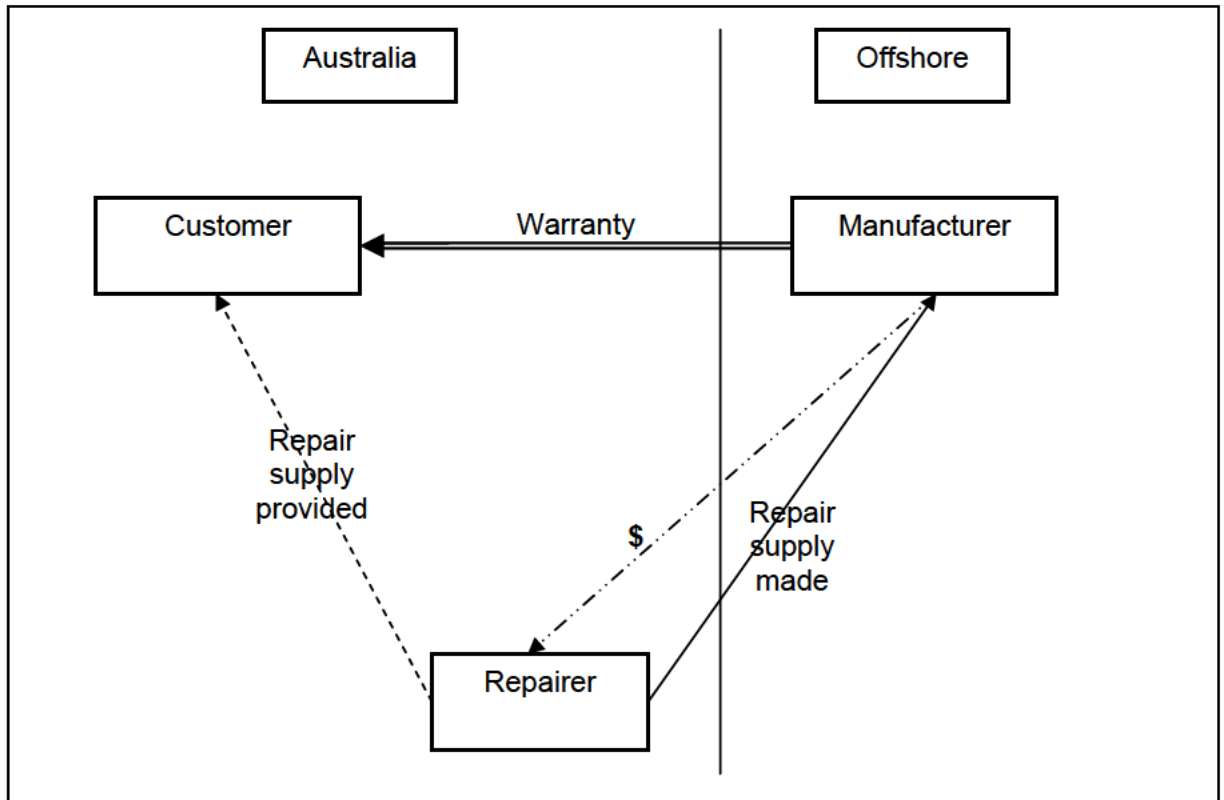 Australia
Offshore
Customer
Warranty
Manufacturer
Repair
supply
provided
$
Repair
supply
made
Repairer